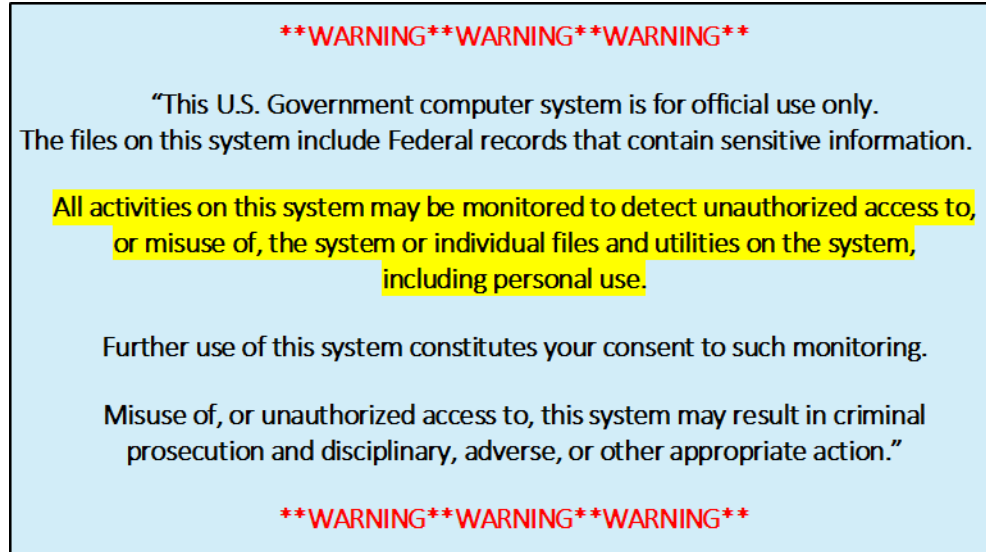 **WARNING**WARNING**WARNING**
“This U.S. Government computer system is for official use only.
The files on this system include Federal records that contain sensitive information.
All activities on this system may be monitored to detect unauthorized access to,
or misuse of, the system or individual files and utilities on the system,
including personal use.
Further use of this system constitutes your consent to such monitoring.
Misuse of, or unauthorized access to, this system may result in criminal
prosecution and disciplinary, adverse, or other appropriate action.”
**WARNING**WARNING**WARNING**